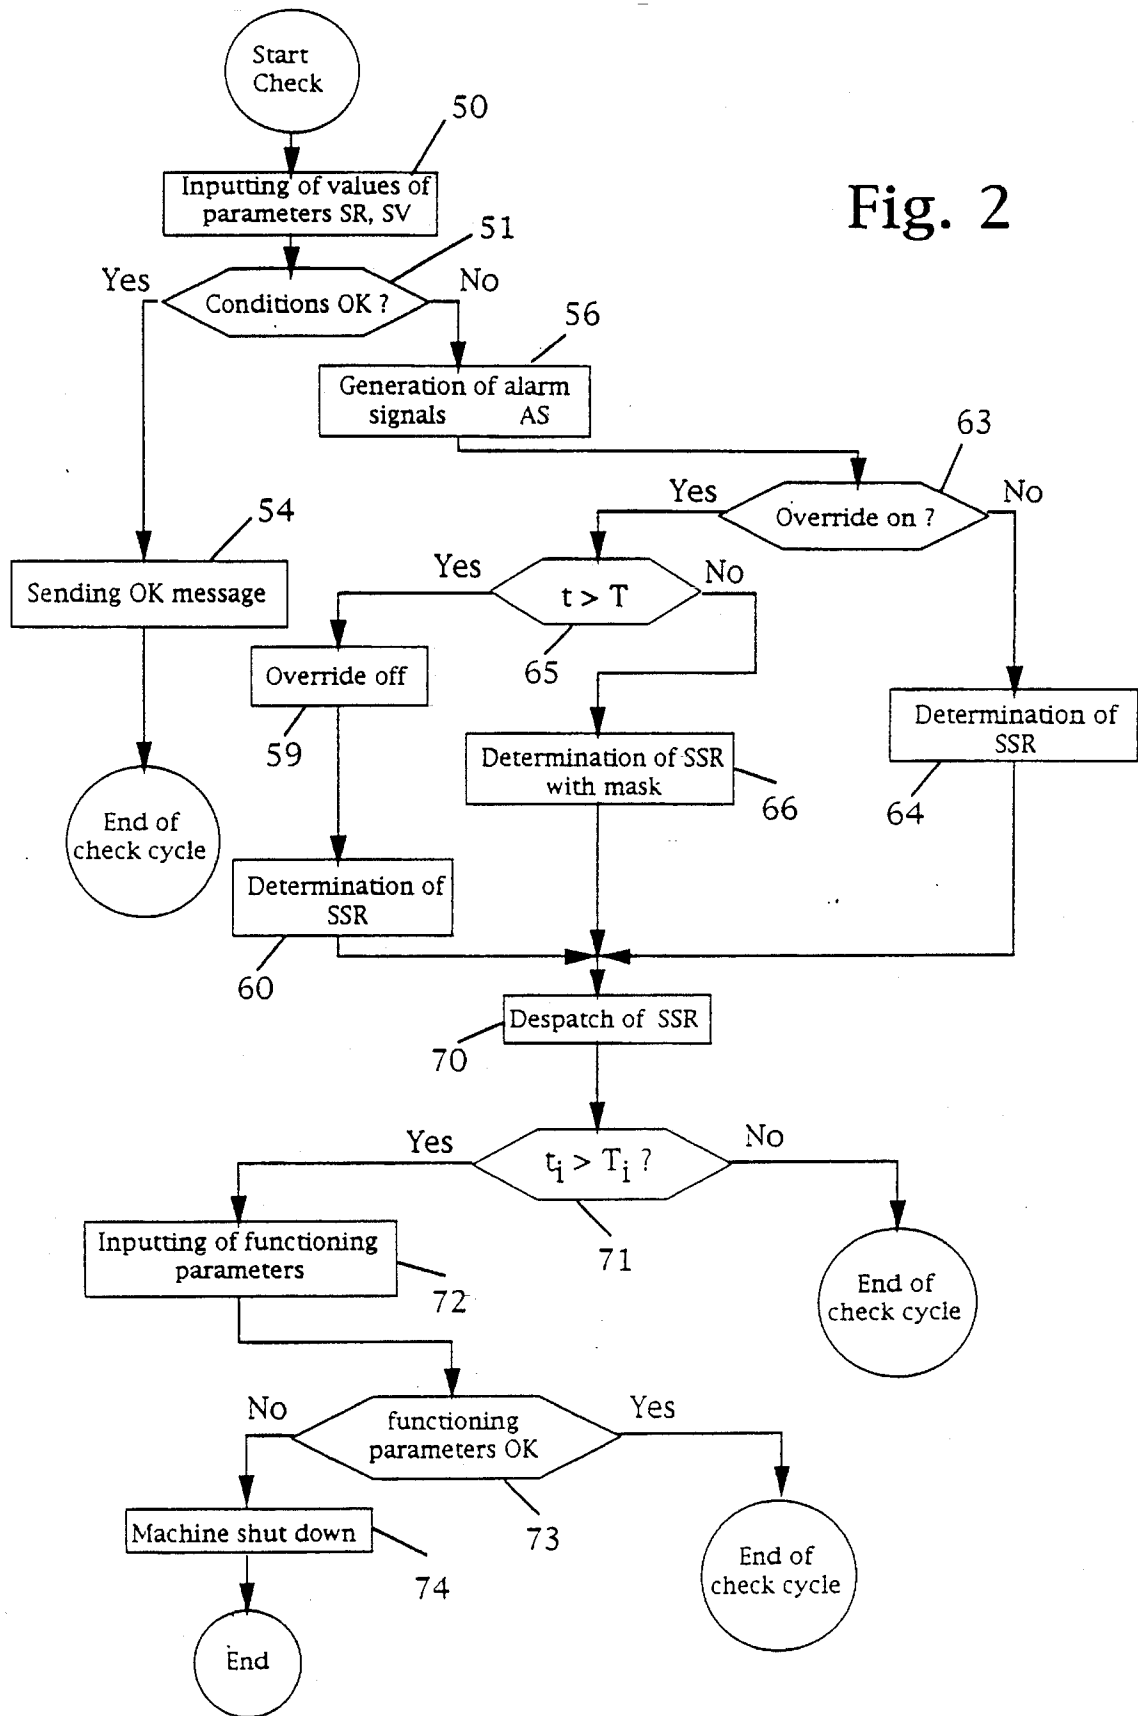 Start
Check
50
Inputting of values of
parameters SR, SV
Fig. 2
51
Yes
No
Conditions OK ?
56
Generation of alarm
signals AS
63
Yes
No
Override on ?
54
Sending OK message
Yes
No
t > T
65
Override off
59
Determination of SSR
with mask
66
Determination of
SSR
64
End of
check cycle
Determination of
SSR
60
Despatch of SSR
70
Yes
No
ti > Ti ?
71
Inputting of functioning
parameters
72
End of
check cycle
No
Yes
functioning
parameters OK
73
Machine shut down
74
End of
check cycle
End